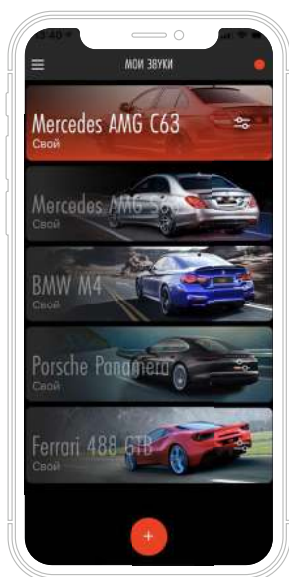 МОИ ЗВУКИ
Mercedes AMG C63
Свой
Mercedes AMG
Свой
BMW M4
Свой
Porsche Panamera
Свой
Ferrari 488 GTB
Свой